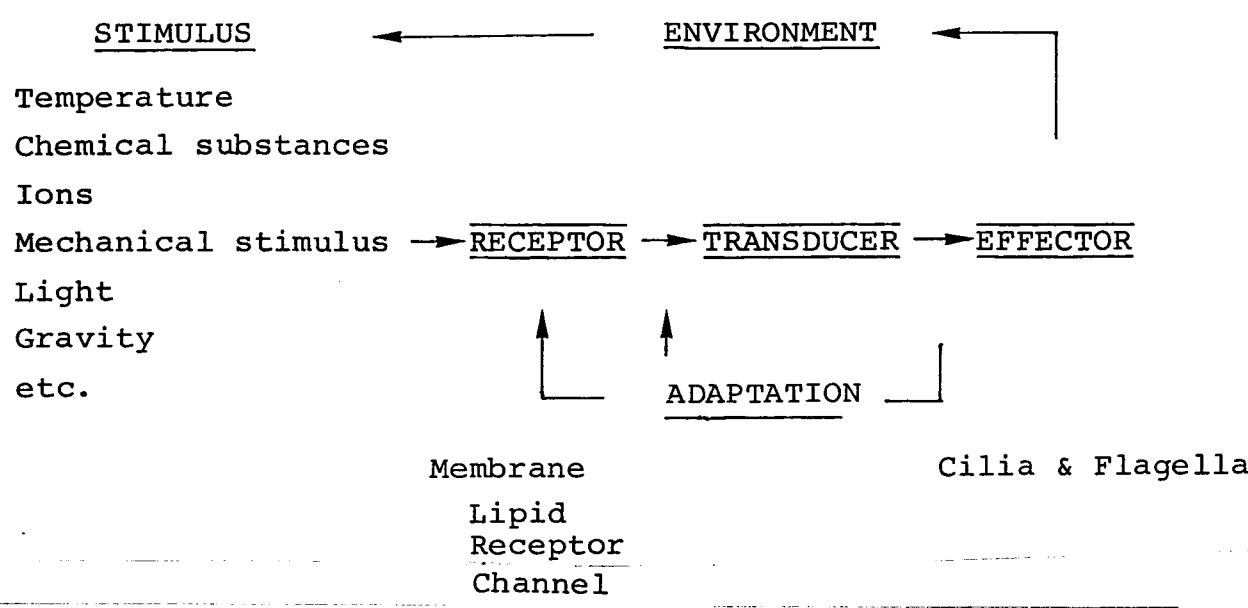 STIMULUS ENVIRONMENT
Temperature
Chemical substances
Ions
Mechanical stimulus RECEPTOR TRANSDUCER EFFECTOR
Light
Gravity
etc.
ADAPTATION
Membrane Cilia & Flagella
Lipid
Receptor
Channel